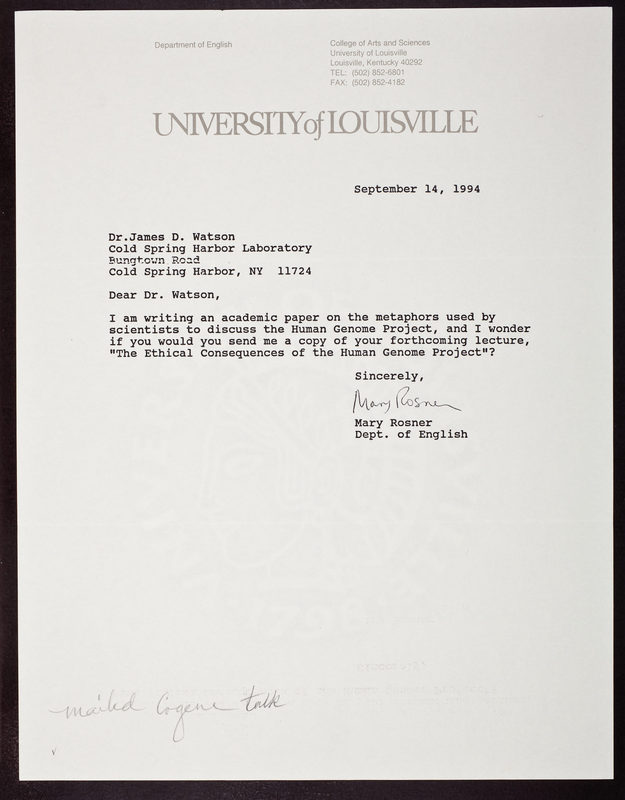 Department of English
College of Arts and Sciences
University of Louisville
Louisville, Kentucky 40292
TEL: (502) 852-6801
FAX: (502) 852-4182
UNIVERSITY of LOUISVILLE
September 14, 1994
Dr.James D. Watson
Cold Spring Harbor Laboratory
Bungtown Road
Cold Spring Harbor, NY 11724
Dear Dr. Watson,
I am writing an academic paper on the metaphors used by
scientists to discuss the Human Genome Project, and I wonder
if you would you send me a copy of your forthcoming lecture,
"The Ethical Consequences of the Human Genome Project"?
Sincerely,
Mary Rosner
Mary Rosner
Dept. of English
mailed Cogene talk